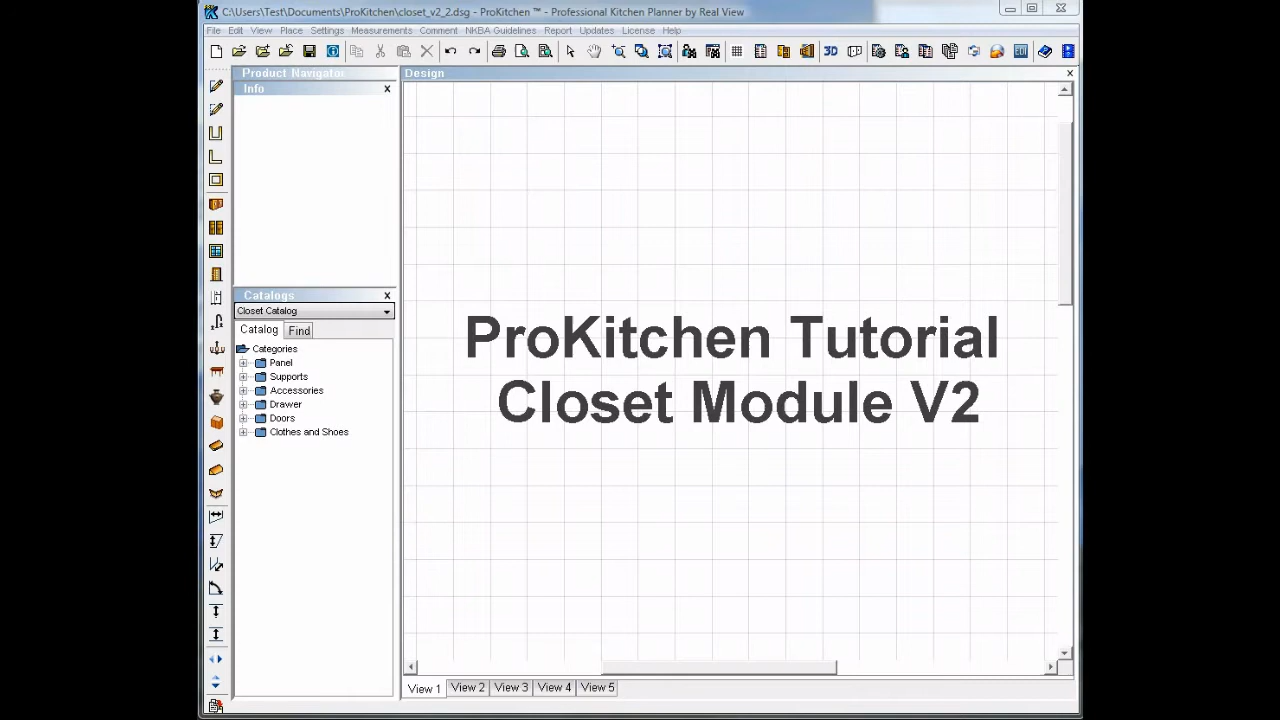 C:\Users\Test\Documents\ProKitchen\closet_v2_2.dsg - ProKitchen ™ - Professional Kitchen Planner by Real View
File Edit View Place Settings Measurements Comment NKBA Guidelines Report Updates License Help
3D
Product Navigator
Design
Info
Catalogs
Closet Catalog
Catalog Find
Categories
Panel
Supports
Accessories
Drawer
Doors
Clothes and Shoes
ProKitchen Tutorial
Closet Module V2
View 1 View 2 View 3 View 4 View 5